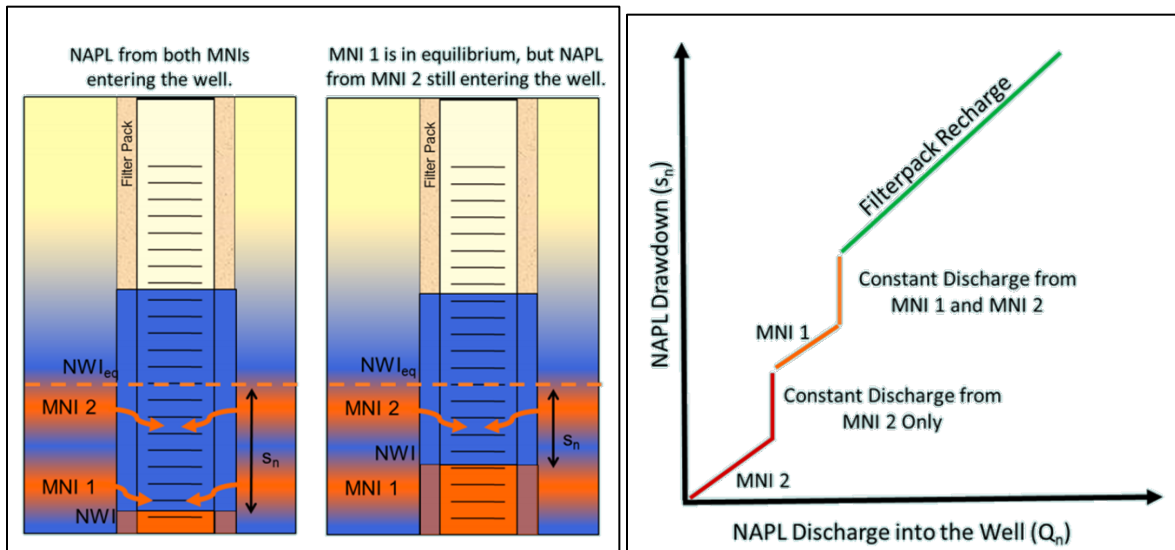 NAPL from both MNIs
entering the well.
MNI 1 is in equilibrium, but NAPL
from MNI 2 still entering the well.
Filter Pack
NWIeq
MNI 2
sn
MNI 1
NWI
Filter Pack
NWIeq
MNI 2
sn
NWI
MNI 1
NAPL Drawdown (sn)
Filterpack Recharge
Constant Discharge from
MNI 1 and MNI 2
MNI 1
Constant Discharge from
MNI 2 Only
MNI 2
NAPL Discharge into the Well (Qn)